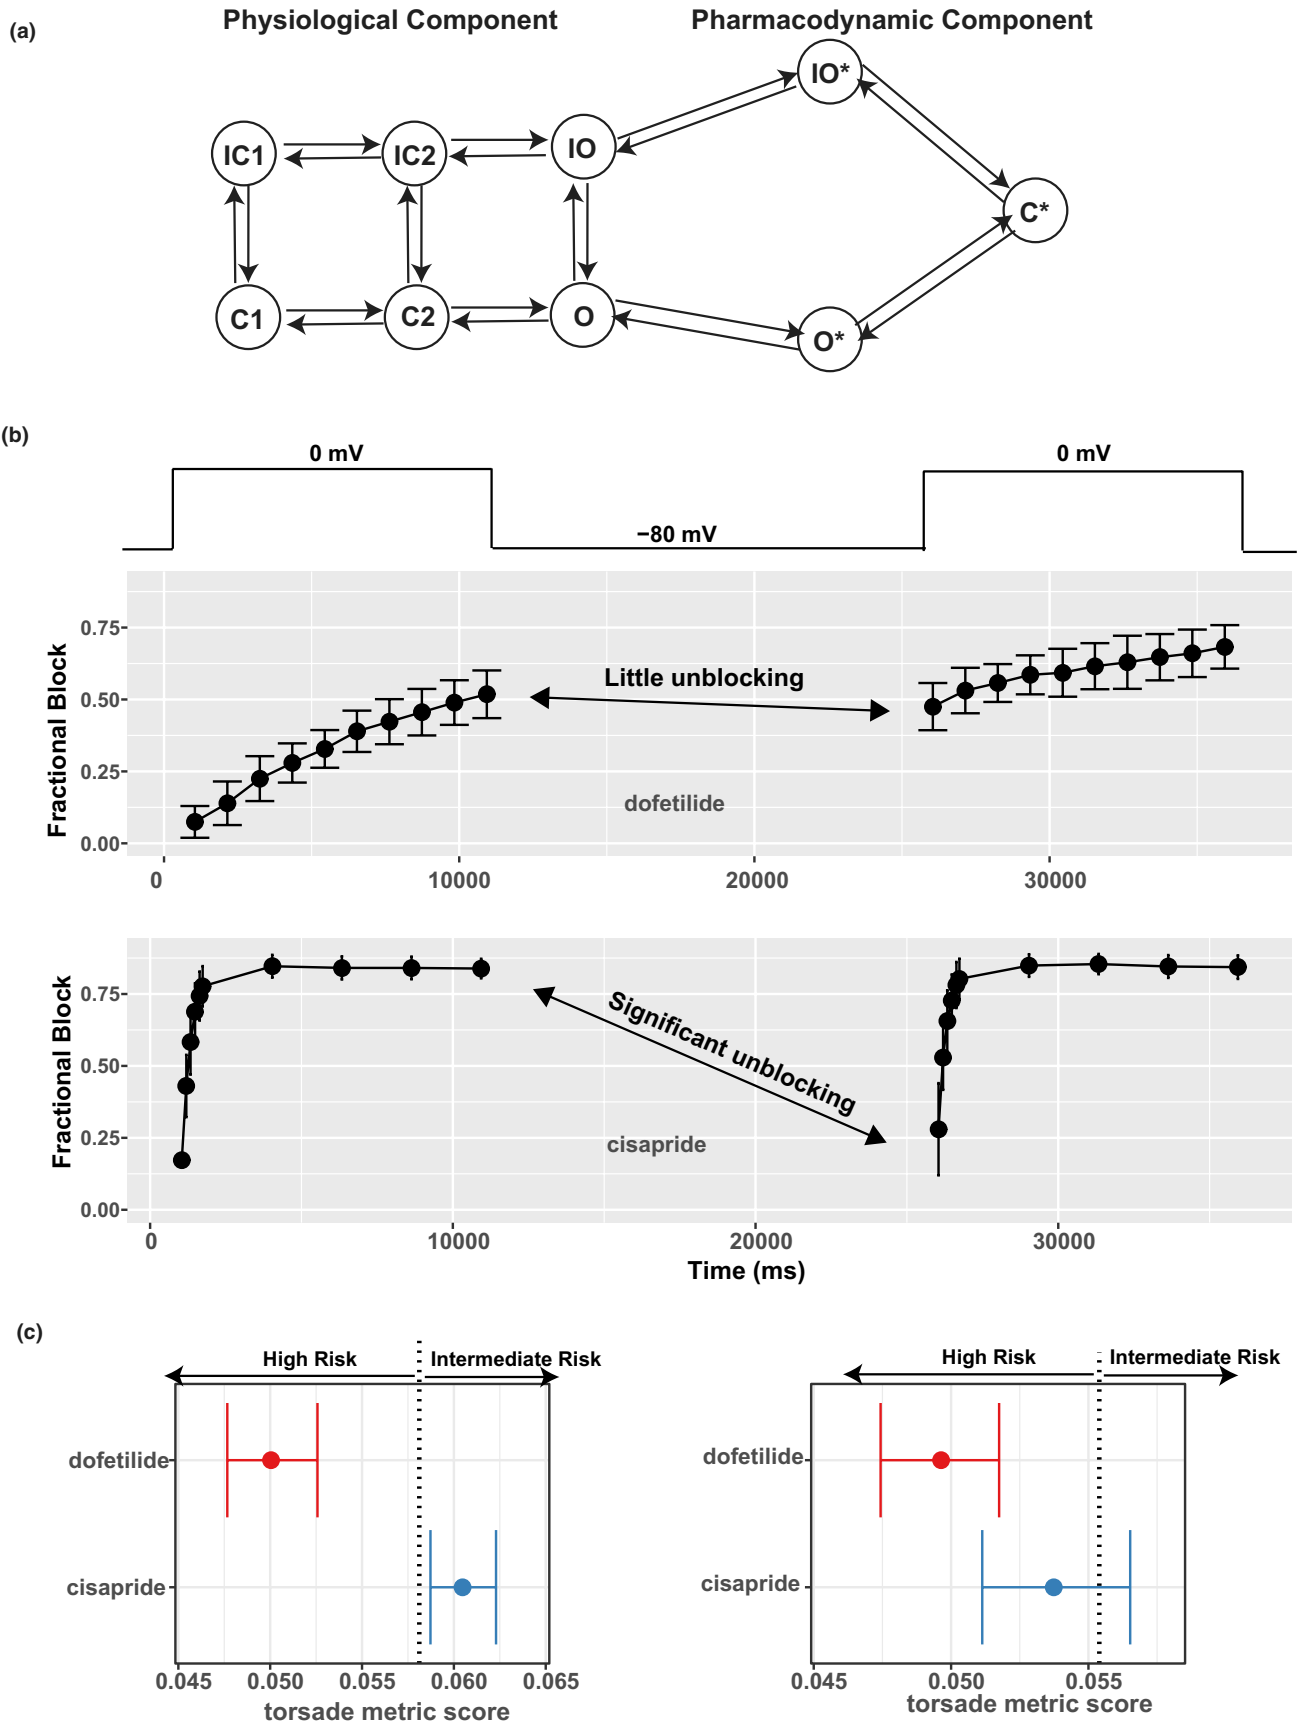 (a)
Physiological Component Pharmacodynamic Component
IO*
IC1 IC2 IO
C*
C1 C2 O
O*
(b)
0 mV 0 mV
−80 mV
Fractional Block
0.75
0.50
0.25
0.00
Little unblocking
dofetilide
0 10000 20000 30000
Fractional Block
0.75
0.50
0.25
0.00
Significant unblocking
cisapride
0 10000 20000 30000
Time (ms)
(c)
High Risk Intermediate Risk
dofetilide
cisapride
0.045 0.050 0.055 0.060 0.065
torsade metric score
High Risk Intermediate Risk
dofetilide
cisapride
0.045 0.050 0.055
torsade metric score